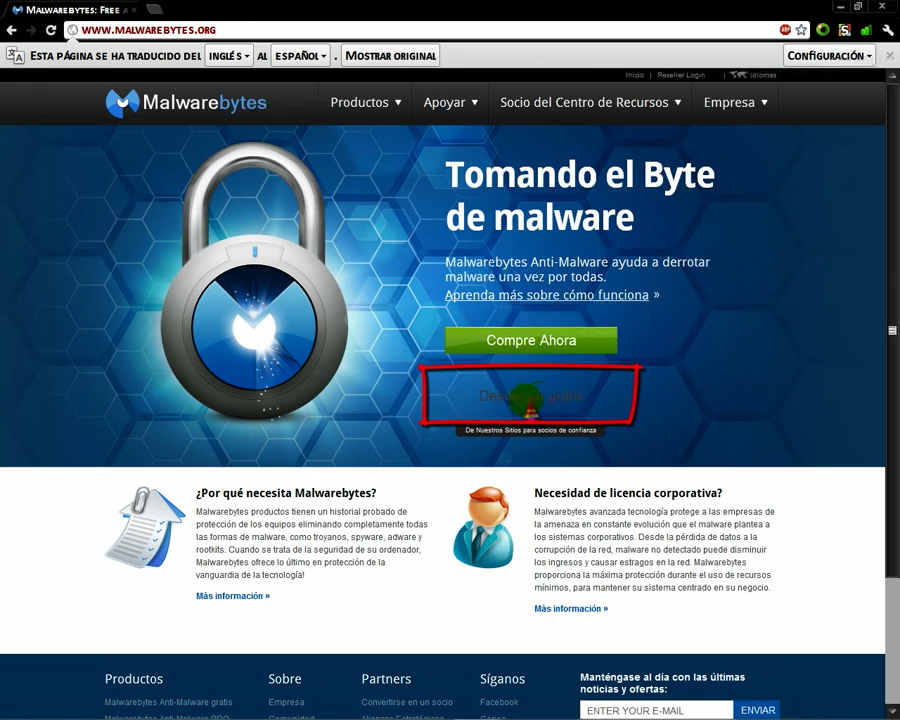 Malwarebytes: Free A
www.malwarebytes.org
Esta página se ha traducido del inglés al español . Mostrar original Configuración
Inicio | Reseller Login | Idiomas
Malwarebytes
Productos Apoyar Socio del Centro de Recursos Empresa
Tomando el Byte
de malware
Malwarebytes Anti-Malware ayuda a derrotar
malware una vez por todas.
Aprenda más sobre cómo funciona »
Compre Ahora
gratis
De Nuestros Sitios para socios de confianza
¿Por qué necesita Malwarebytes?
Malwarebytes productos tienen un historial probado de
protección de los equipos eliminando completamente todas
las formas de malware, como troyanos, spyware, adware y
rootkits. Cuando se trata de la seguridad de su ordenador,
Malwarebytes ofrece lo último en protección de la
vanguardia de la tecnología!
Más información »
Necesidad de licencia corporativa?
Malwarebytes avanzada tecnología protege a las empresas de
la amenaza en constante evolución que el malware plantea a
los sistemas corporativos. Desde la pérdida de datos a la
corrupción de la red, malware no detectado puede disminuir
los ingresos y causar estragos en la red. Malwarebytes
proporciona la máxima protección durante el uso de recursos
mínimos, para mantener su sistema centrado en su negocio.
Más información »
Productos
Malwarebytes Anti-Malware gratis
Malwarebytes Anti-Malware PRO
Sobre
Empresa
Comunidad
Partners
Convertirse en un socio
Alianzas Estratégicas
Síganos
Facebook
Manténgase al día con las últimas
noticias y ofertas:
ENTER YOUR E-MAIL ENVIAR